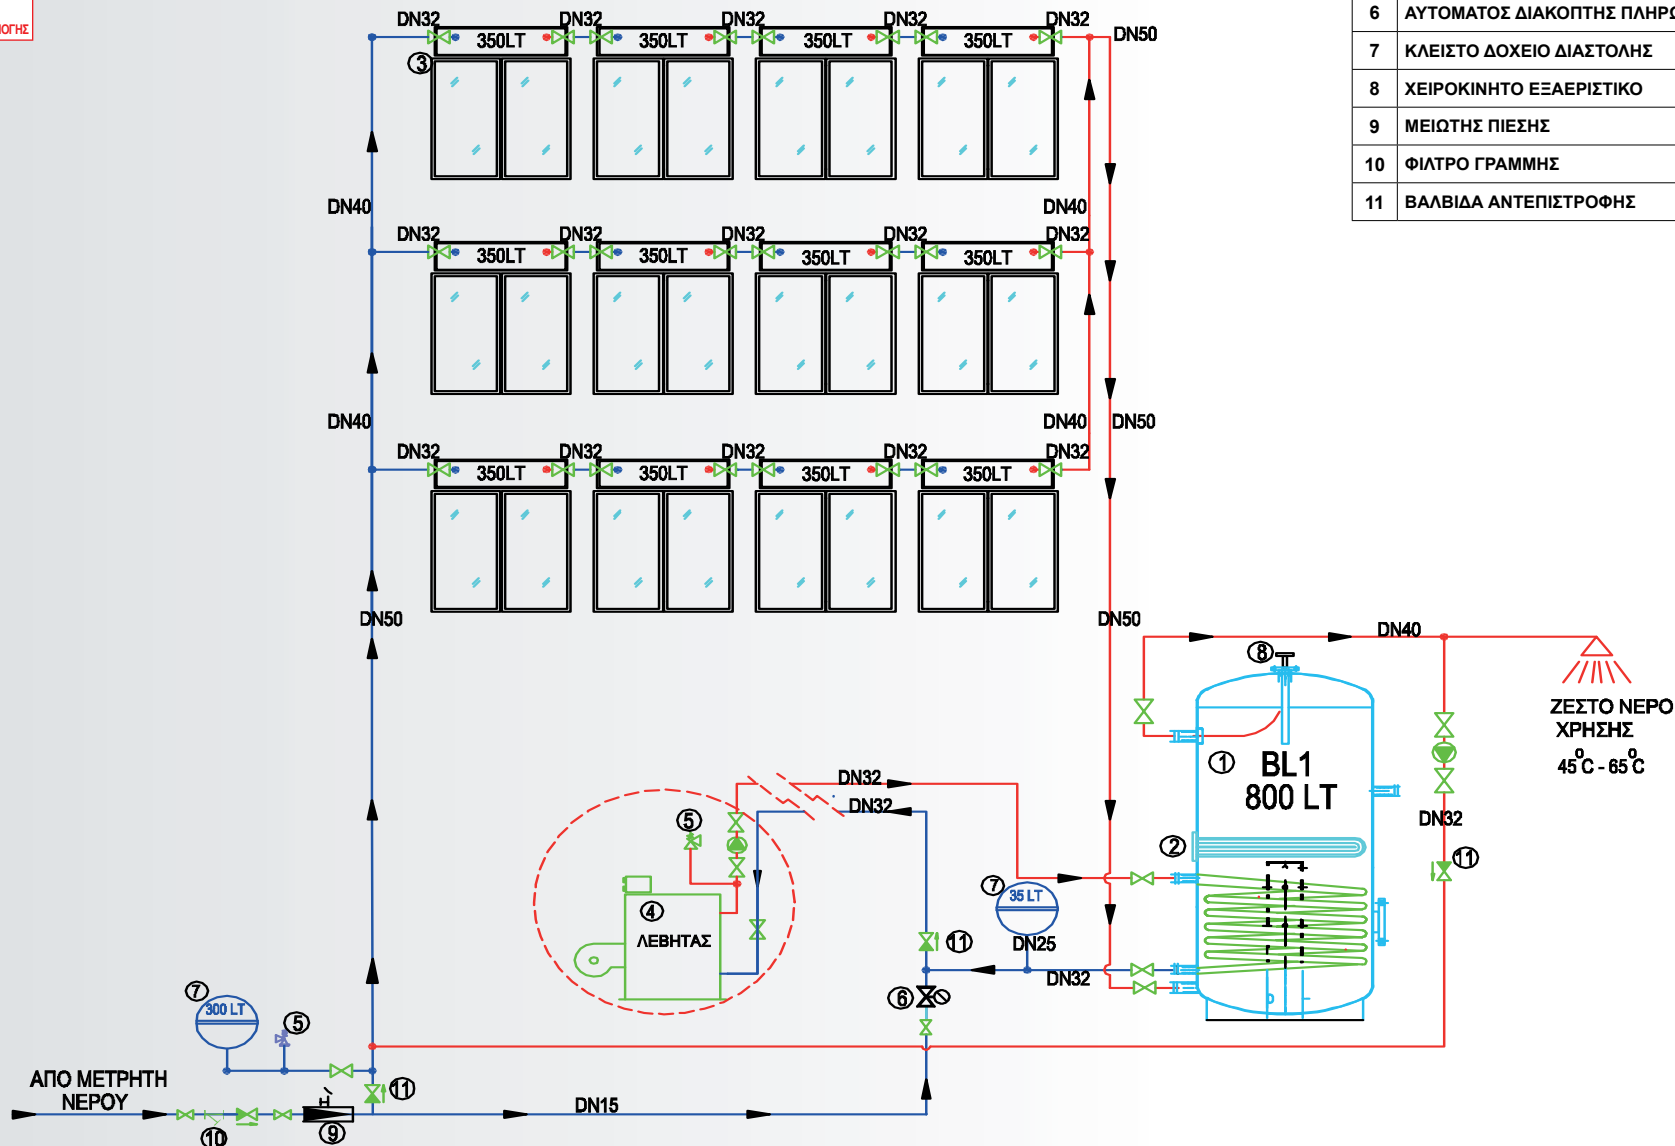 ΛΟΓΗΣ
DN32 DN32 DN32 DN32 DN32
350LT 350LT 350LT 350LT
DN50
3
DN40 DN40
DN32 DN32 DN32 DN32 DN32
350LT 350LT 350LT 350LT
DN40 DN40 DN50
DN32 DN32 DN32 DN32 DN32
350LT 350LT 350LT 350LT
DN50 DN50
6 ΑΥΤΟΜΑΤΟΣ ΔΙΑΚΟΠΤΗΣ
7 ΚΛΕΙΣΤΟ ΔΟΧΕΙΟ ΔΙΑΣΤΟΛΗΣ
8 ΧΕΙΡΟΚΙΝΗΤΟ ΕΞΑΕΡΙΣΤΙΚΟ
9 ΜΕΙΩΤΗΣ ΠΙΕΣΗΣ
10 ΦΙΛΤΡΟ ΓΡΑΜΜΗΣ
11 ΒΑΛΒΙΔΑ ΑΝΤΕΠΙΣΤΡΟΦΗΣ
DN40
8
ΖΕΣΤΟ ΝΕΡΟ
ΧΡΗΣΗΣ
45°C - 65°C
1
BL1
800 LT
DN32
DN32
5
DN32
2
11
7
35 LT
4
ΛΕΒΗΤΑΣ
11
DN25
DN32
6
7
300 LT
5
ΑΠΟ ΜΕΤΡΗΤΗ
ΝΕΡΟΥ
11
DN15
10
9